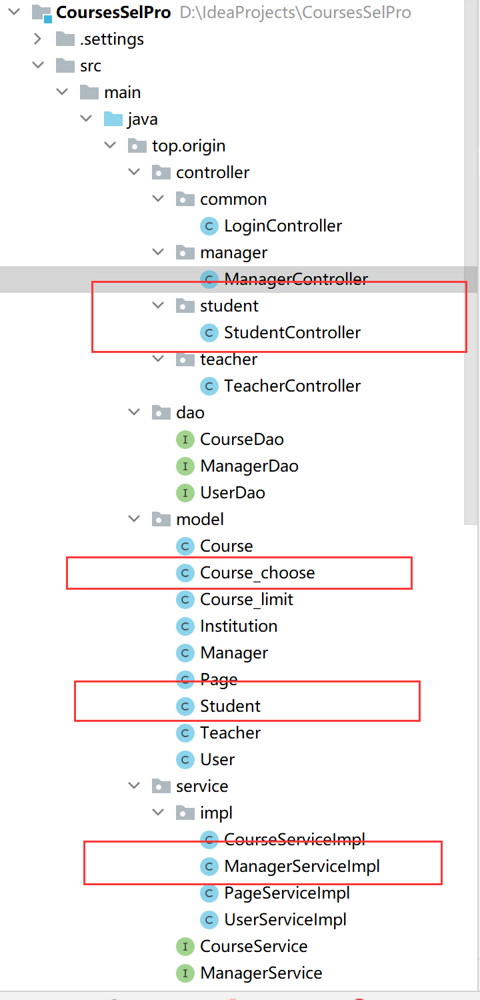 CoursesSelPro D:\IdeaProjects\CoursesSelPro
.settings
src
main
java
top.origin
controller
common
C LoginController
manager
C ManagerController
student
C StudentController
teacher
C TeacherController
dao
I CourseDao
I ManagerDao
I UserDao
model
C Course
C Course_choose
C Course_limit
C Institution
C Manager
C Page
C Student
C Teacher
C User
service
impl
C CourseServiceImpl
C ManagerServiceImpl
C PageServiceImpl
C UserServiceImpl
I CourseService
I ManagerService